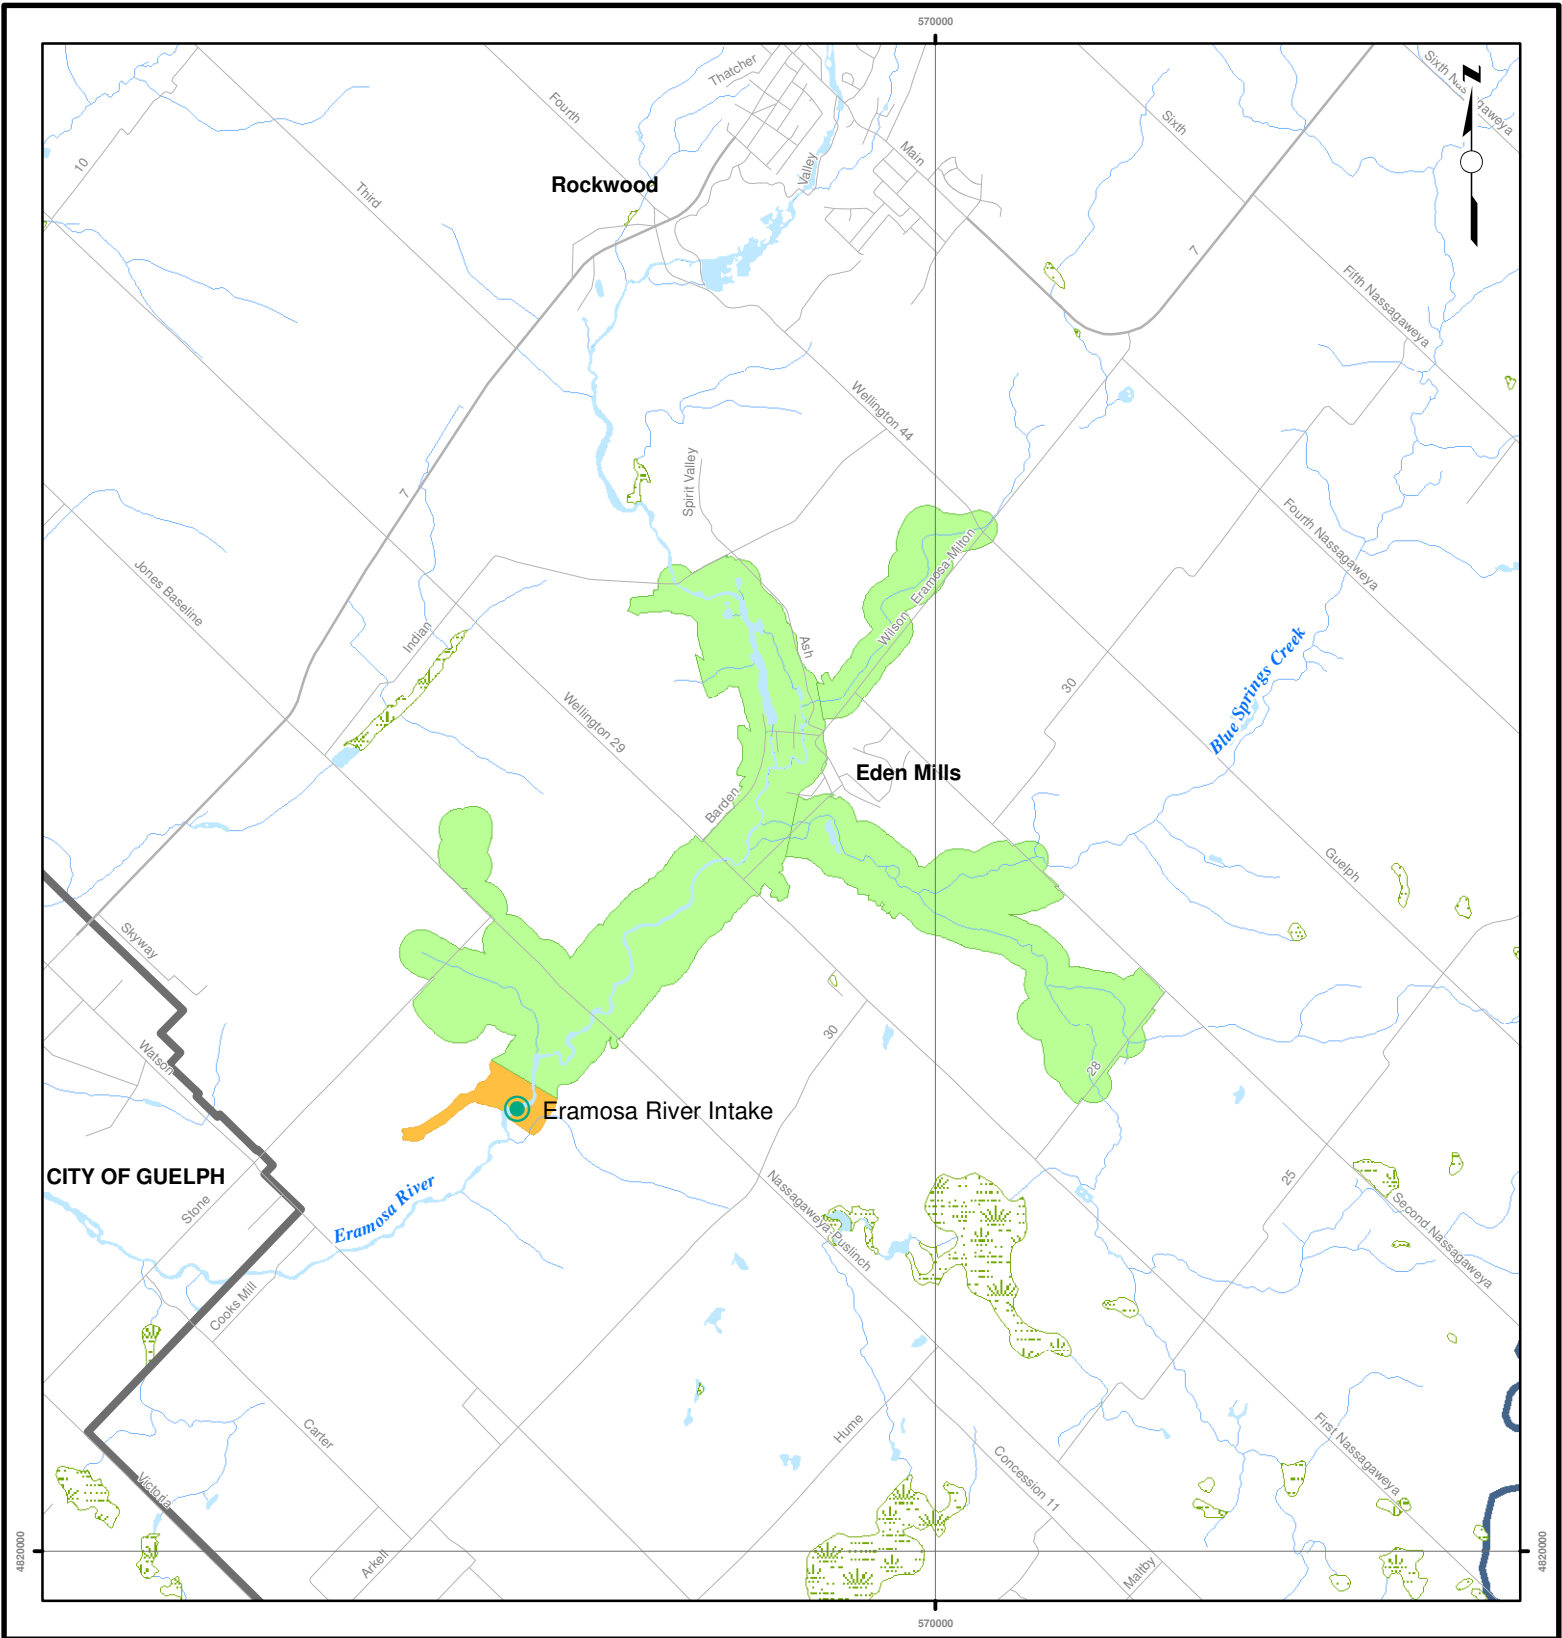 570000
Sixth Nassagaweya
Thatcher
Fourth
Sixth
Main
10
Valley
Third
Rockwood
7
Fifth Nassagaweya
Wellington 44
Spirit Valley
7
Fourth Nassagaweya
Jones Baseline
Eramosa-Milton
Indian
Wilson
Ash
Blue Springs Creek
30
Wellington 29
Eden Mills
Barden
Guelph
Skyway
30
Watson
28
Eramosa River Intake
CITY OF GUELPH
Stone
Eramosa River
Nassagaweya-Puslinch
25
Second Nassagaweya
Cooks Mill
Carter
Hume
First Nassagaweya
Concession 11
Victoria
4820000
4820000
Arkell
Maltby
570000
N